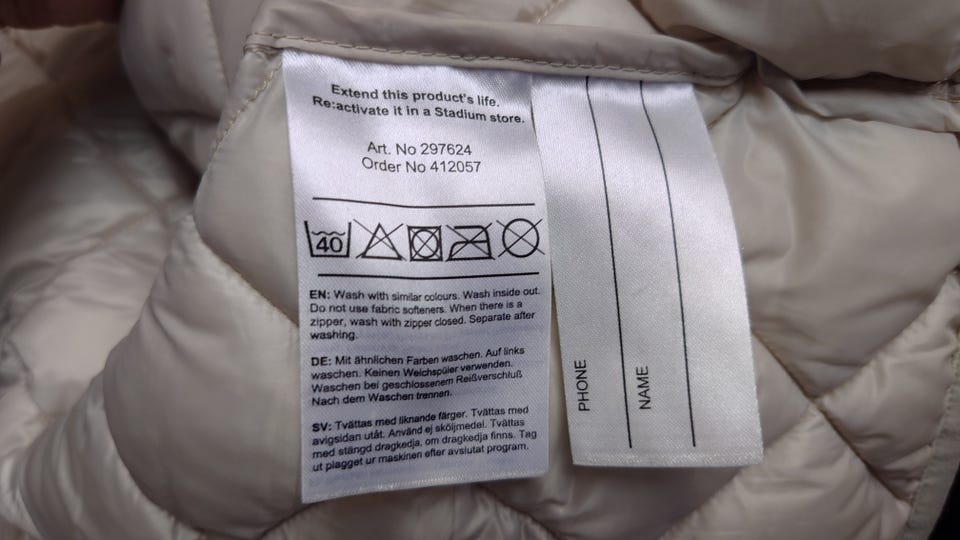 Extend this product's life.
Re:activate it in a Stadium store.
Art. No 297624
Order No 412057
40
EN: Wash with similar colours. Wash inside out.
Do not use fabric softeners. When there is a
zipper, wash with zipper closed. Separate after
washing.
DE: Mit ähnlichen Farben waschen. Auf links
waschen. Keinen Weichspüler verwenden.
Waschen bei geschlossenem Reißverschluß
Nach dem Waschen trennen.
SV: Tvättas med liknande färger. Tvättas med
avigsidan utåt. Använd ej sköljmedel. Tvättas
med stängd dragkedja, om dragkedja finns. Tag
ut plagget ur maskinen efter avslutat program.
PHONE
NAME